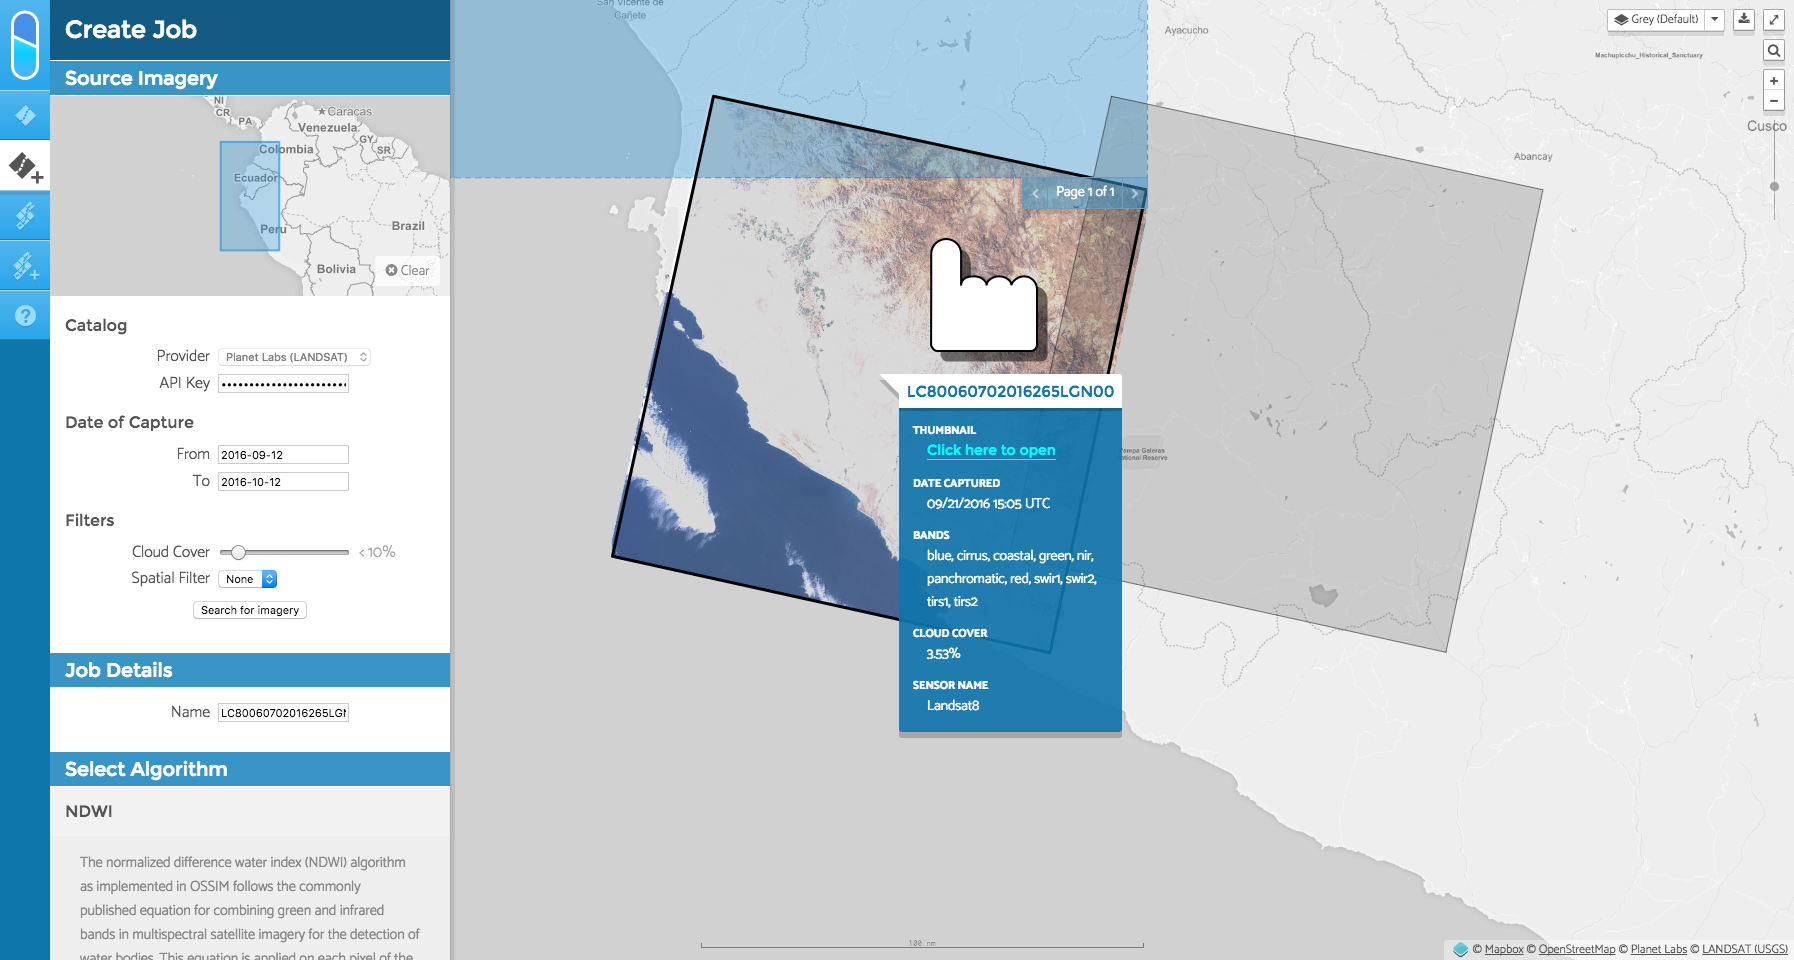 Create Job
Source Imagery
NI
CR
PA
Caracas
Venezuela
GY
SR
Colombia
Ecuador
Peru
Brazil
Bolivia
Clear
Catalog
Provider Planet Labs (LANDSAT)
API Key
Date of Capture
From 2016-09-12
To 2016-10-12
Filters
Cloud Cover < 10%
Spatial Filter None
Search for imagery
Job Details
Name LC80060702016265LGN
Select Algorithm
NDWI
The normalized difference water index (NDWI) algorithm
as implemented in OSSIM follows the commonly
published equation for combining green and infrared
bands in multispectral satellite imagery for the detection of
water bodies. This equation is applied on each pixel of the
San Vicente de
Cañete
Ayacucho
Grey (Default)
Machupicchu_Historical_Sanctuary
+
−
Cusco
Abancay
‹ Page 1 of 1 ›
LC80060702016265LGN00
THUMBNAIL
Click here to open
DATE CAPTURED
09/21/2016 15:05 UTC
BANDS
blue, cirrus, coastal, green, nir,
panchromatic, red, swir1, swir2,
tirs1, tirs2
CLOUD COVER
3.53%
SENSOR NAME
Landsat8
Pampa Galeras
National Reserve
100 nm
© Mapbox © OpenStreetMap © Planet Labs © LANDSAT (USGS)